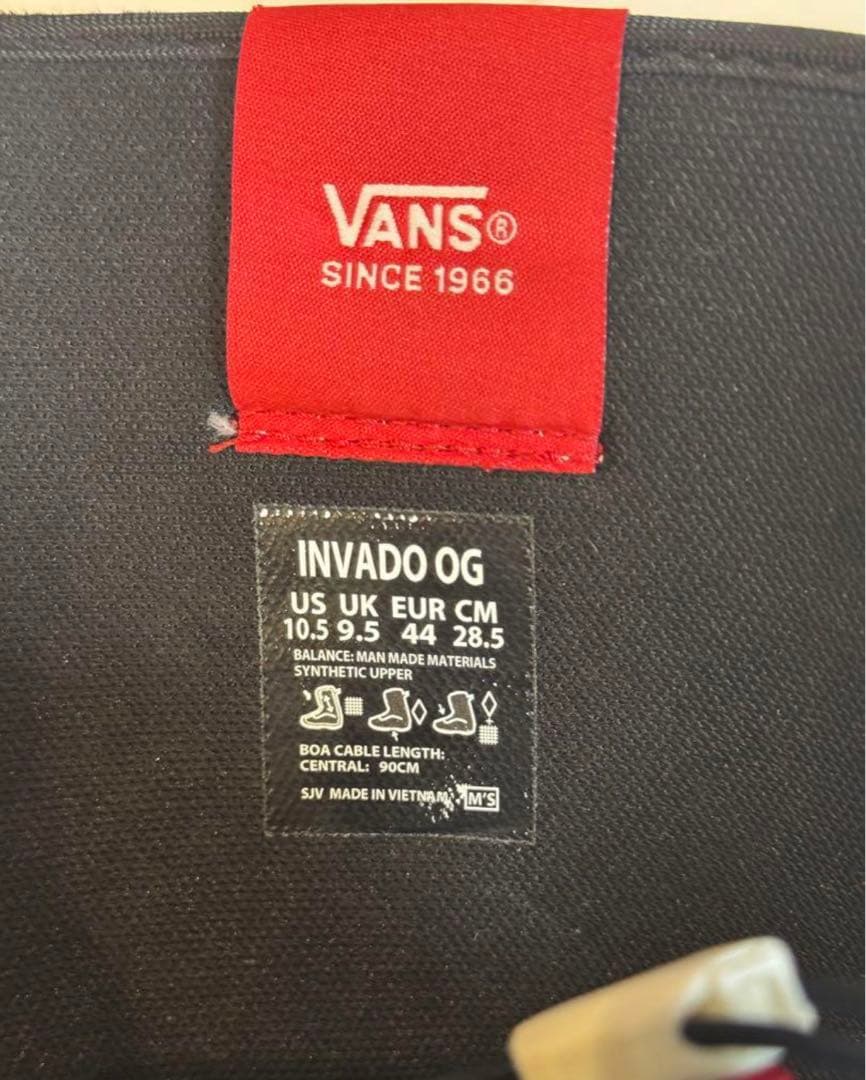 VANS®
SINCE 1966
INVADO OG
US UK EUR CM
10.5 9.5 44 28.5
BALANCE: MAN MADE MATERIALS
SYNTHETIC UPPER
BOA CABLE LENGTH:
CENTRAL: 90CM
SJV MADE IN VIETNAM M'S